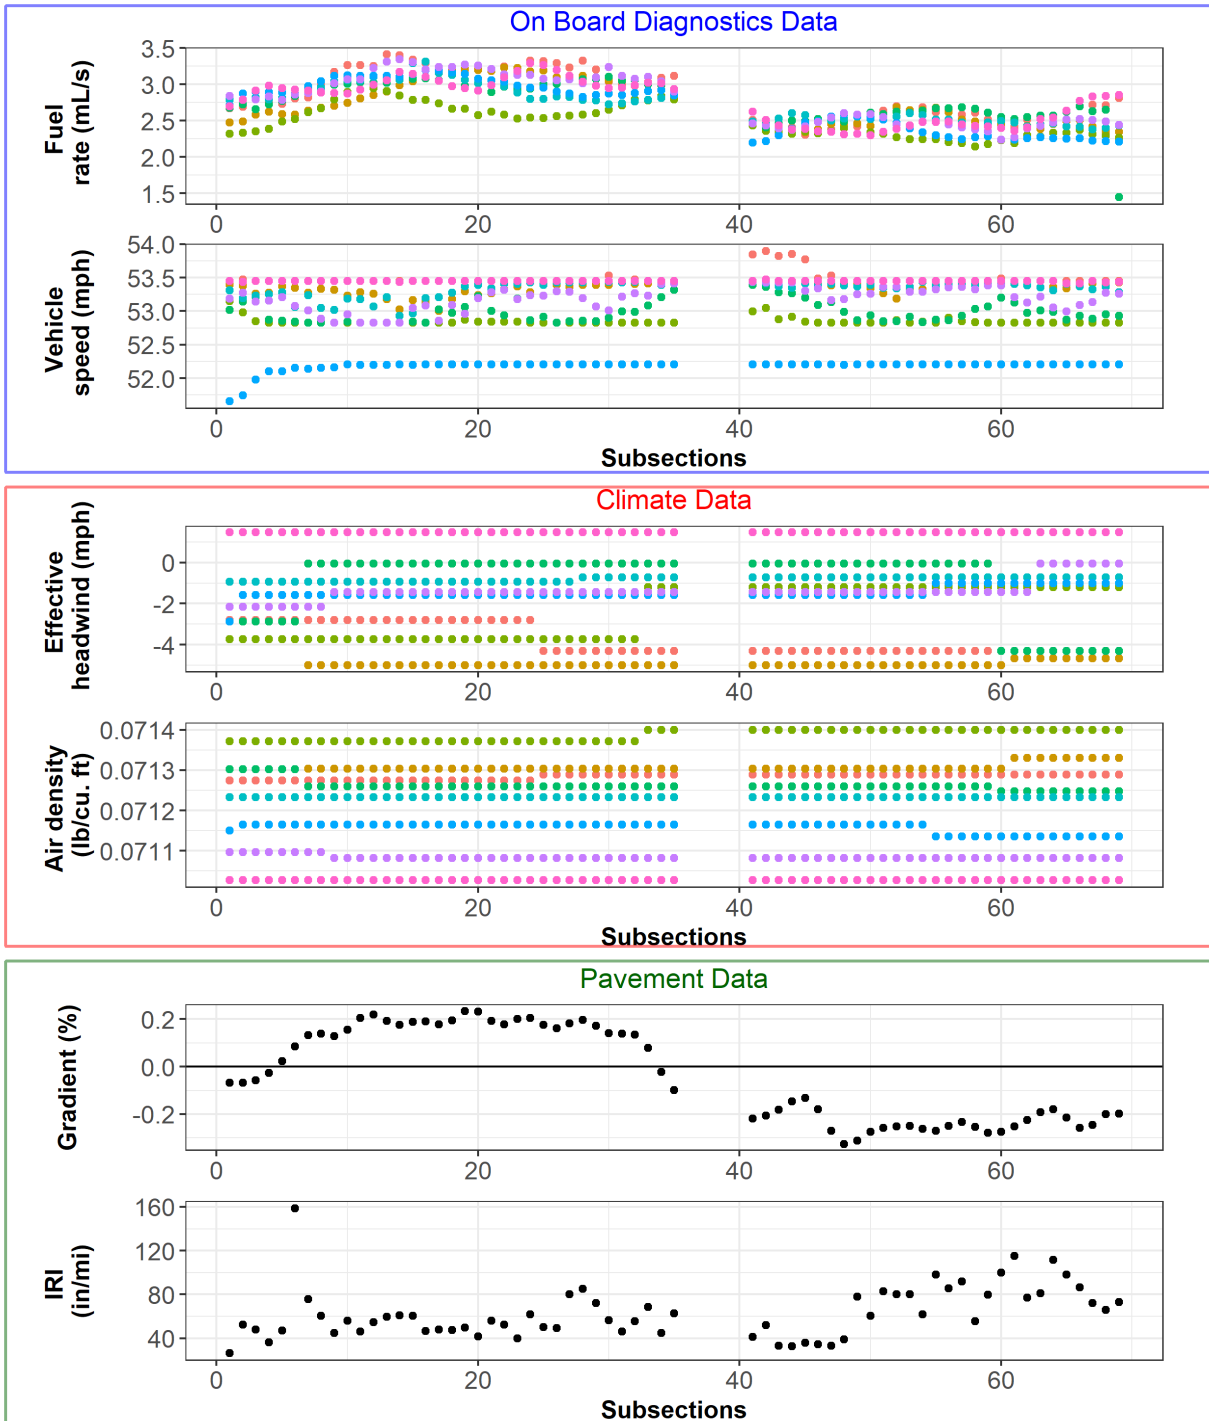 On Board Diagnostics Data
Fuel
rate (mL/s)
3.5
3.0
2.5
2.0
1.5
0 20 40 60
Vehicle
speed (mph)
54.0
53.5
53.0
52.5
52.0
0 20 40 60
Subsections
Climate Data
Effective
headwind (mph)
0
-2
-4
0 20 40 60
Air density
(lb/cu. ft)
0.0714
0.0713
0.0712
0.0711
0 20 40 60
Subsections
Pavement Data
Gradient (%)
0.2
0.0
-0.2
0 20 40 60
IRI
(in/mi)
160
120
80
40
0 20 40 60
Subsections